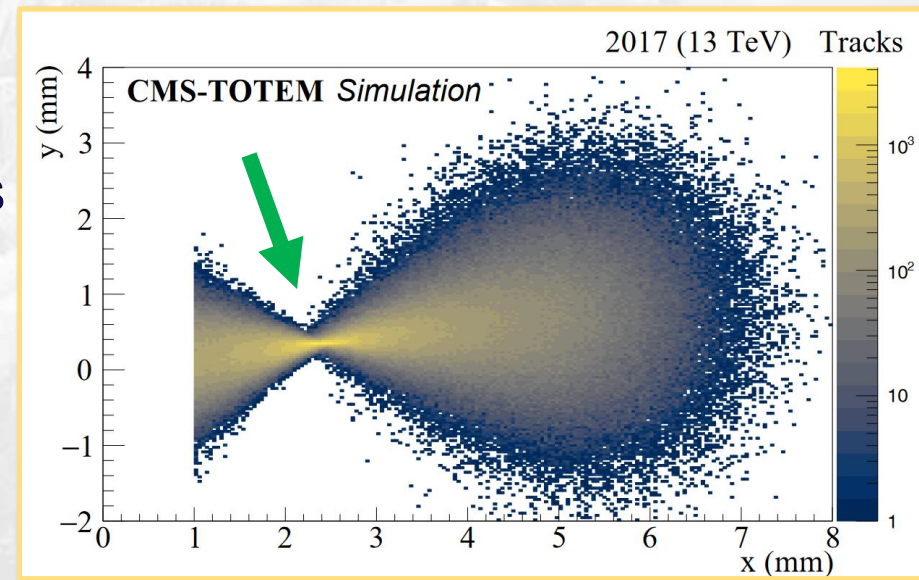 2017 (13 TeV) Tracks
CMS-TOTEM Simulation
y (mm)
4
3
2
1
0
−1
−2
0 1 2 3 4 5 6 7 8
x (mm)
10³
10²
10
1
s